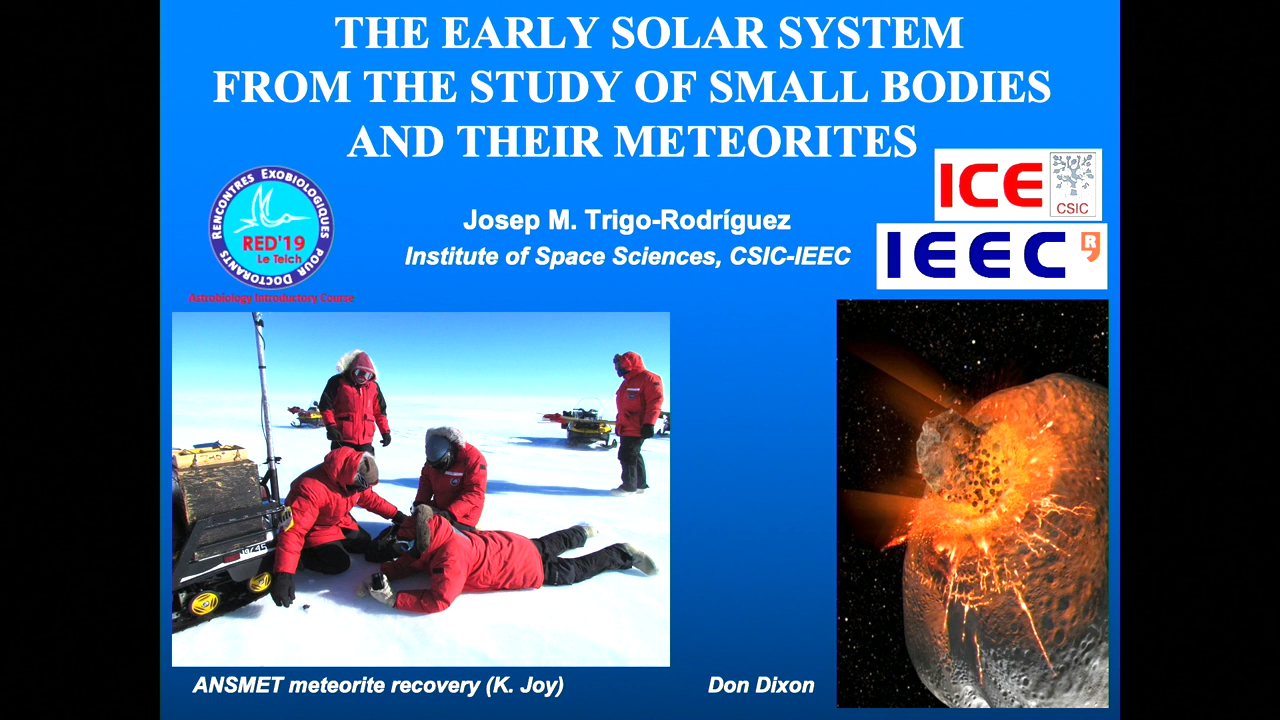 THE EARLY SOLAR SYSTEM
FROM THE STUDY OF SMALL BODIES
AND THEIR METEORITES
RENCONTRES EXOBIOLOGIQUES
POUR DOCTORANTS
RED'19
Le Teich
Astrobiology Introductory Course
Josep M. Trigo-Rodríguez
Institute of Space Sciences, CSIC-IEEC
ICE
CSIC
IEEC
R
ANSMET meteorite recovery (K. Joy)
Don Dixon